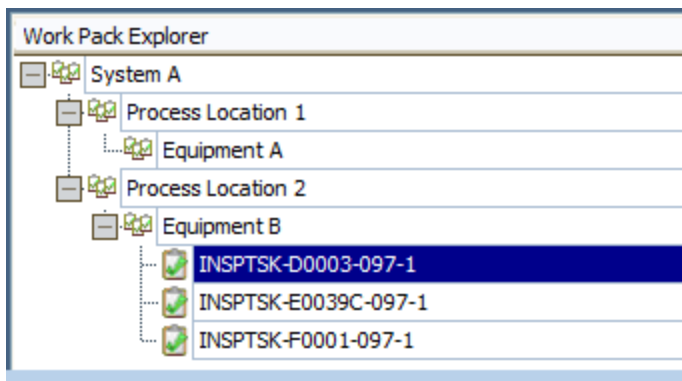 Work Pack Explorer
System A
Process Location 1
Equipment A
Process Location 2
Equipment B
INSPTSK-D0003-097-1
INSPTSK-E0039C-097-1
INSPTSK-F0001-097-1